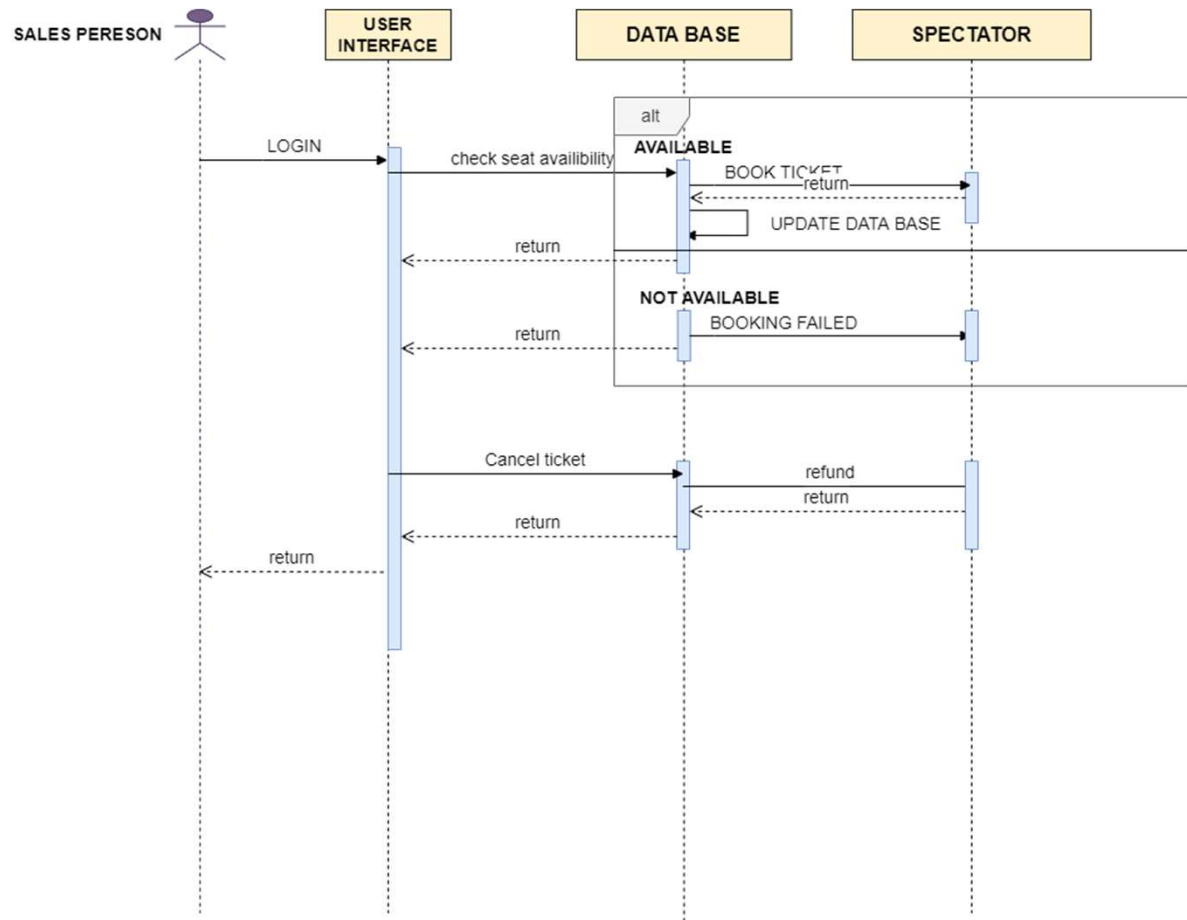 SALES PERESON
USER
INTERFACE
DATA BASE
SPECTATOR
alt
LOGIN
AVAILABLE
check seat availibility
BOOK TICKET
return
UPDATE DATA BASE
return
NOT AVAILABLE
BOOKING FAILED
return
Cancel ticket
refund
return
return
return